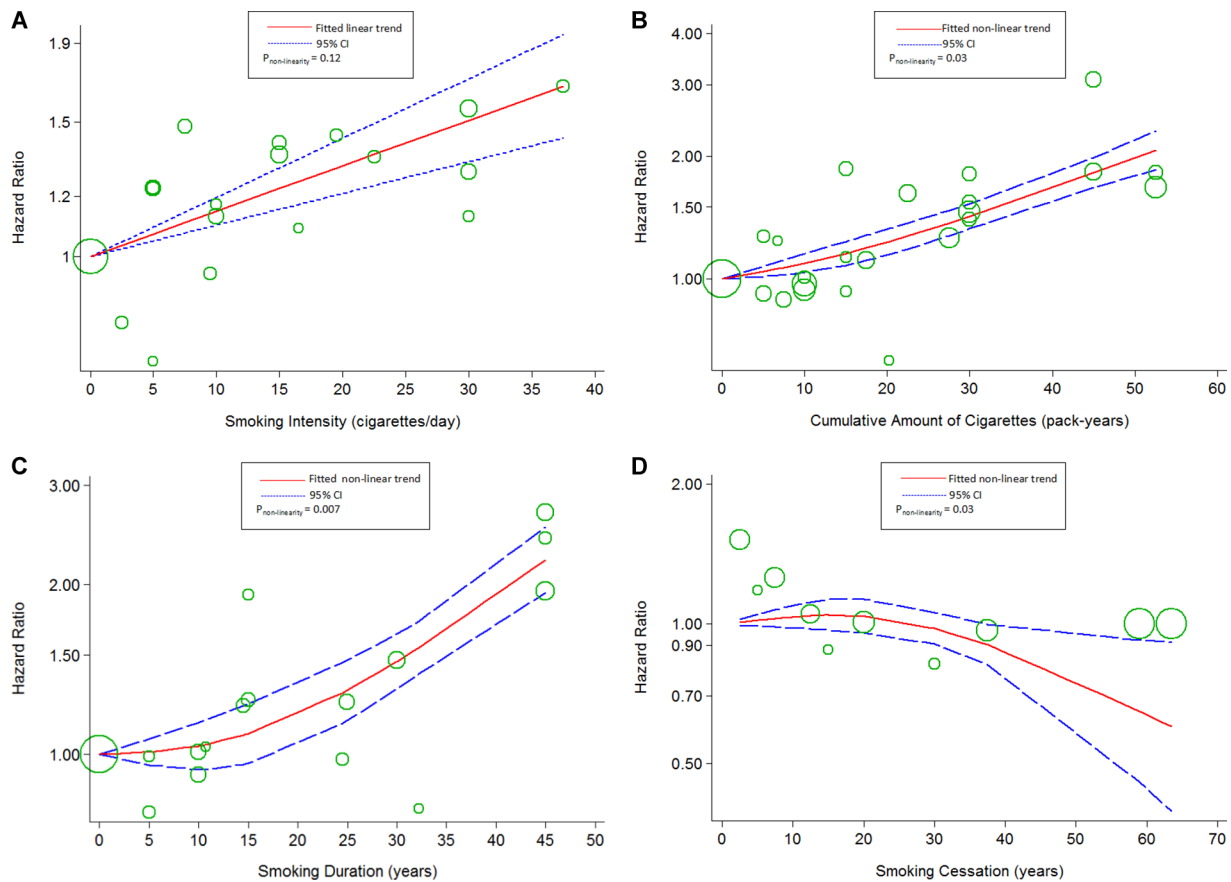 A
Fitted linear trend
95% CI
Pnon-linearity = 0.12
1.9
1.5
1.2
1
Hazard Ratio
0 5 10 15 20 25 30 35 40
Smoking Intensity (cigarettes/day)
B
Fitted non-linear trend
95% CI
Pnon-linearity = 0.03
4.00
3.00
2.00
1.50
1.00
Hazard Ratio
0 10 20 30 40 50 60
Cumulative Amount of Cigarettes (pack-years)
C
Fitted non-linear trend
95% CI
Pnon-linearity = 0.007
3.00
2.00
1.50
1.00
Hazard Ratio
0 5 10 15 20 25 30 35 40 45 50
Smoking Duration (years)
D
Fitted non-linear trend
95% CI
Pnon-linearity = 0.03
2.00
1.00
0.90
0.70
0.50
Hazard Ratio
0 10 20 30 40 50 60 70
Smoking Cessation (years)